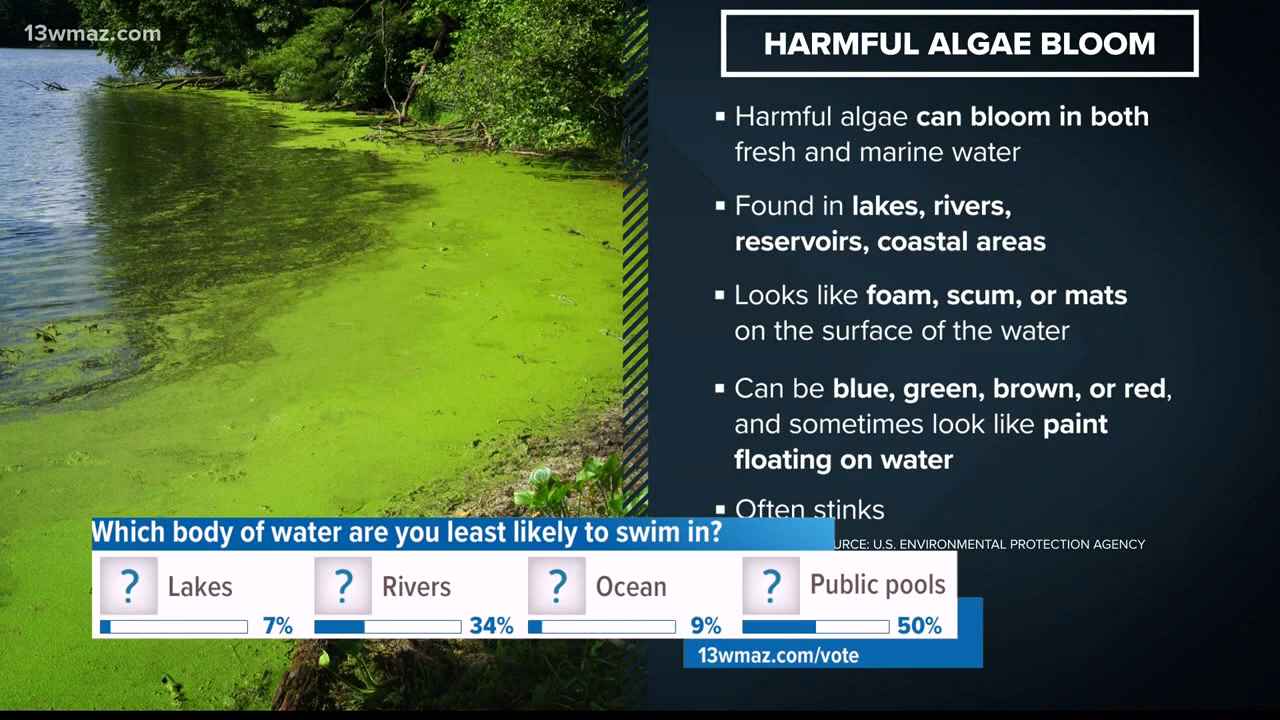 13wmaz.com
HARMFUL ALGAE BLOOM
▪ Harmful algae can bloom in both
fresh and marine water
▪ Found in lakes, rivers,
reservoirs, coastal areas
▪ Looks like foam, scum, or mats
on the surface of the water
▪ Can be blue, green, brown, or red,
and sometimes look like paint
floating on water
▪ Often stinks
U.S. ENVIRONMENTAL PROTECTION AGENCY
Which body of water are you least likely to swim in?
? Lakes 7%
? Rivers 34%
? Ocean 9%
? Public pools 50%
13wmaz.com/vote